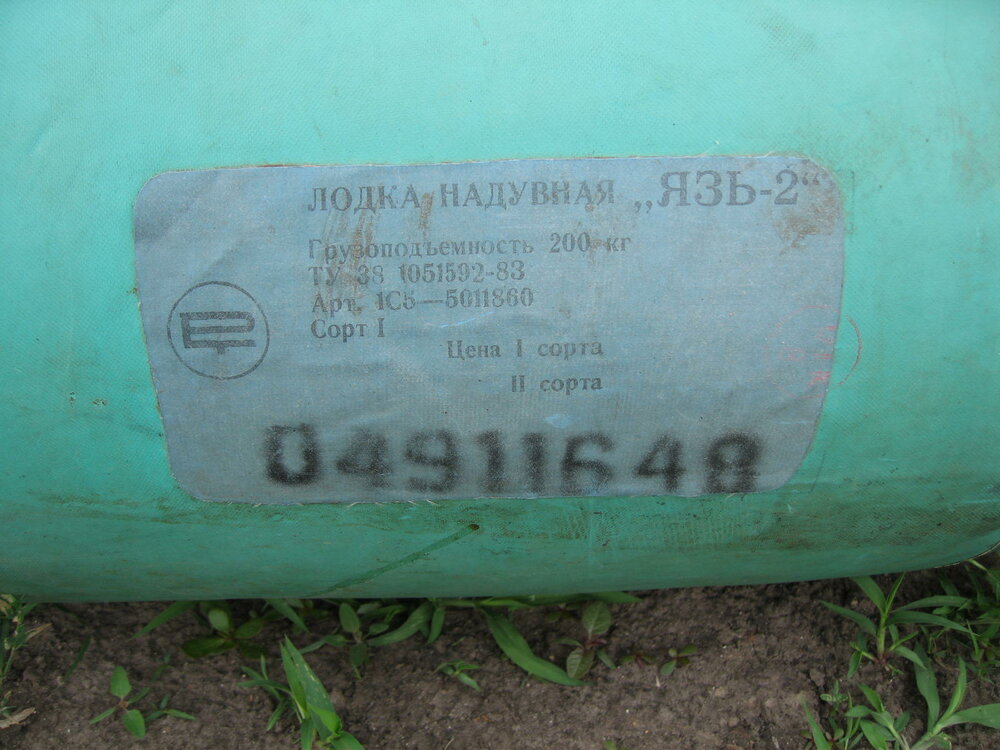 ЛОДКА НАДУВНАЯ „ЯЗЬ-2“
Грузоподъемность 200 кг
ТУ 38 1051592-83
Арт. 1С5—5011860
Сорт I
Цена I сорта
II сорта
04911648